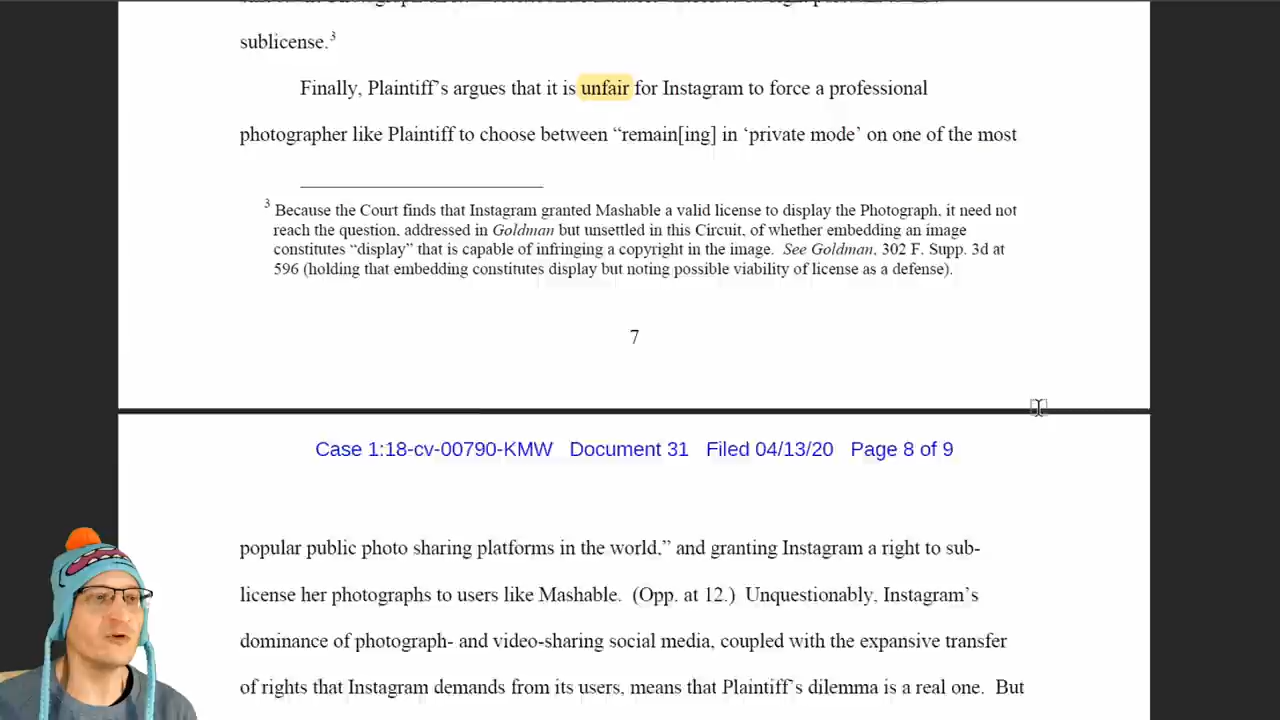 sublicense.3
Finally, Plaintiff's argues that it is unfair for Instagram to force a professional
photographer like Plaintiff to choose between “remain[ing] in ‘private mode’ on one of the most
3 Because the Court finds that Instagram granted Mashable a valid license to display the Photograph, it need not
reach the question, addressed in Goldman but unsettled in this Circuit, of whether embedding an image
constitutes “display” that is capable of infringing a copyright in the image. See Goldman, 302 F. Supp. 3d at
596 (holding that embedding constitutes display but noting possible viability of license as a defense).
7
Case 1:18-cv-00790-KMW Document 31 Filed 04/13/20 Page 8 of 9
popular public photo sharing platforms in the world,” and granting Instagram a right to sub-
license her photographs to users like Mashable. (Opp. at 12.) Unquestionably, Instagram's
dominance of photograph- and video-sharing social media, coupled with the expansive transfer
of rights that Instagram demands from its users, means that Plaintiff's dilemma is a real one. But